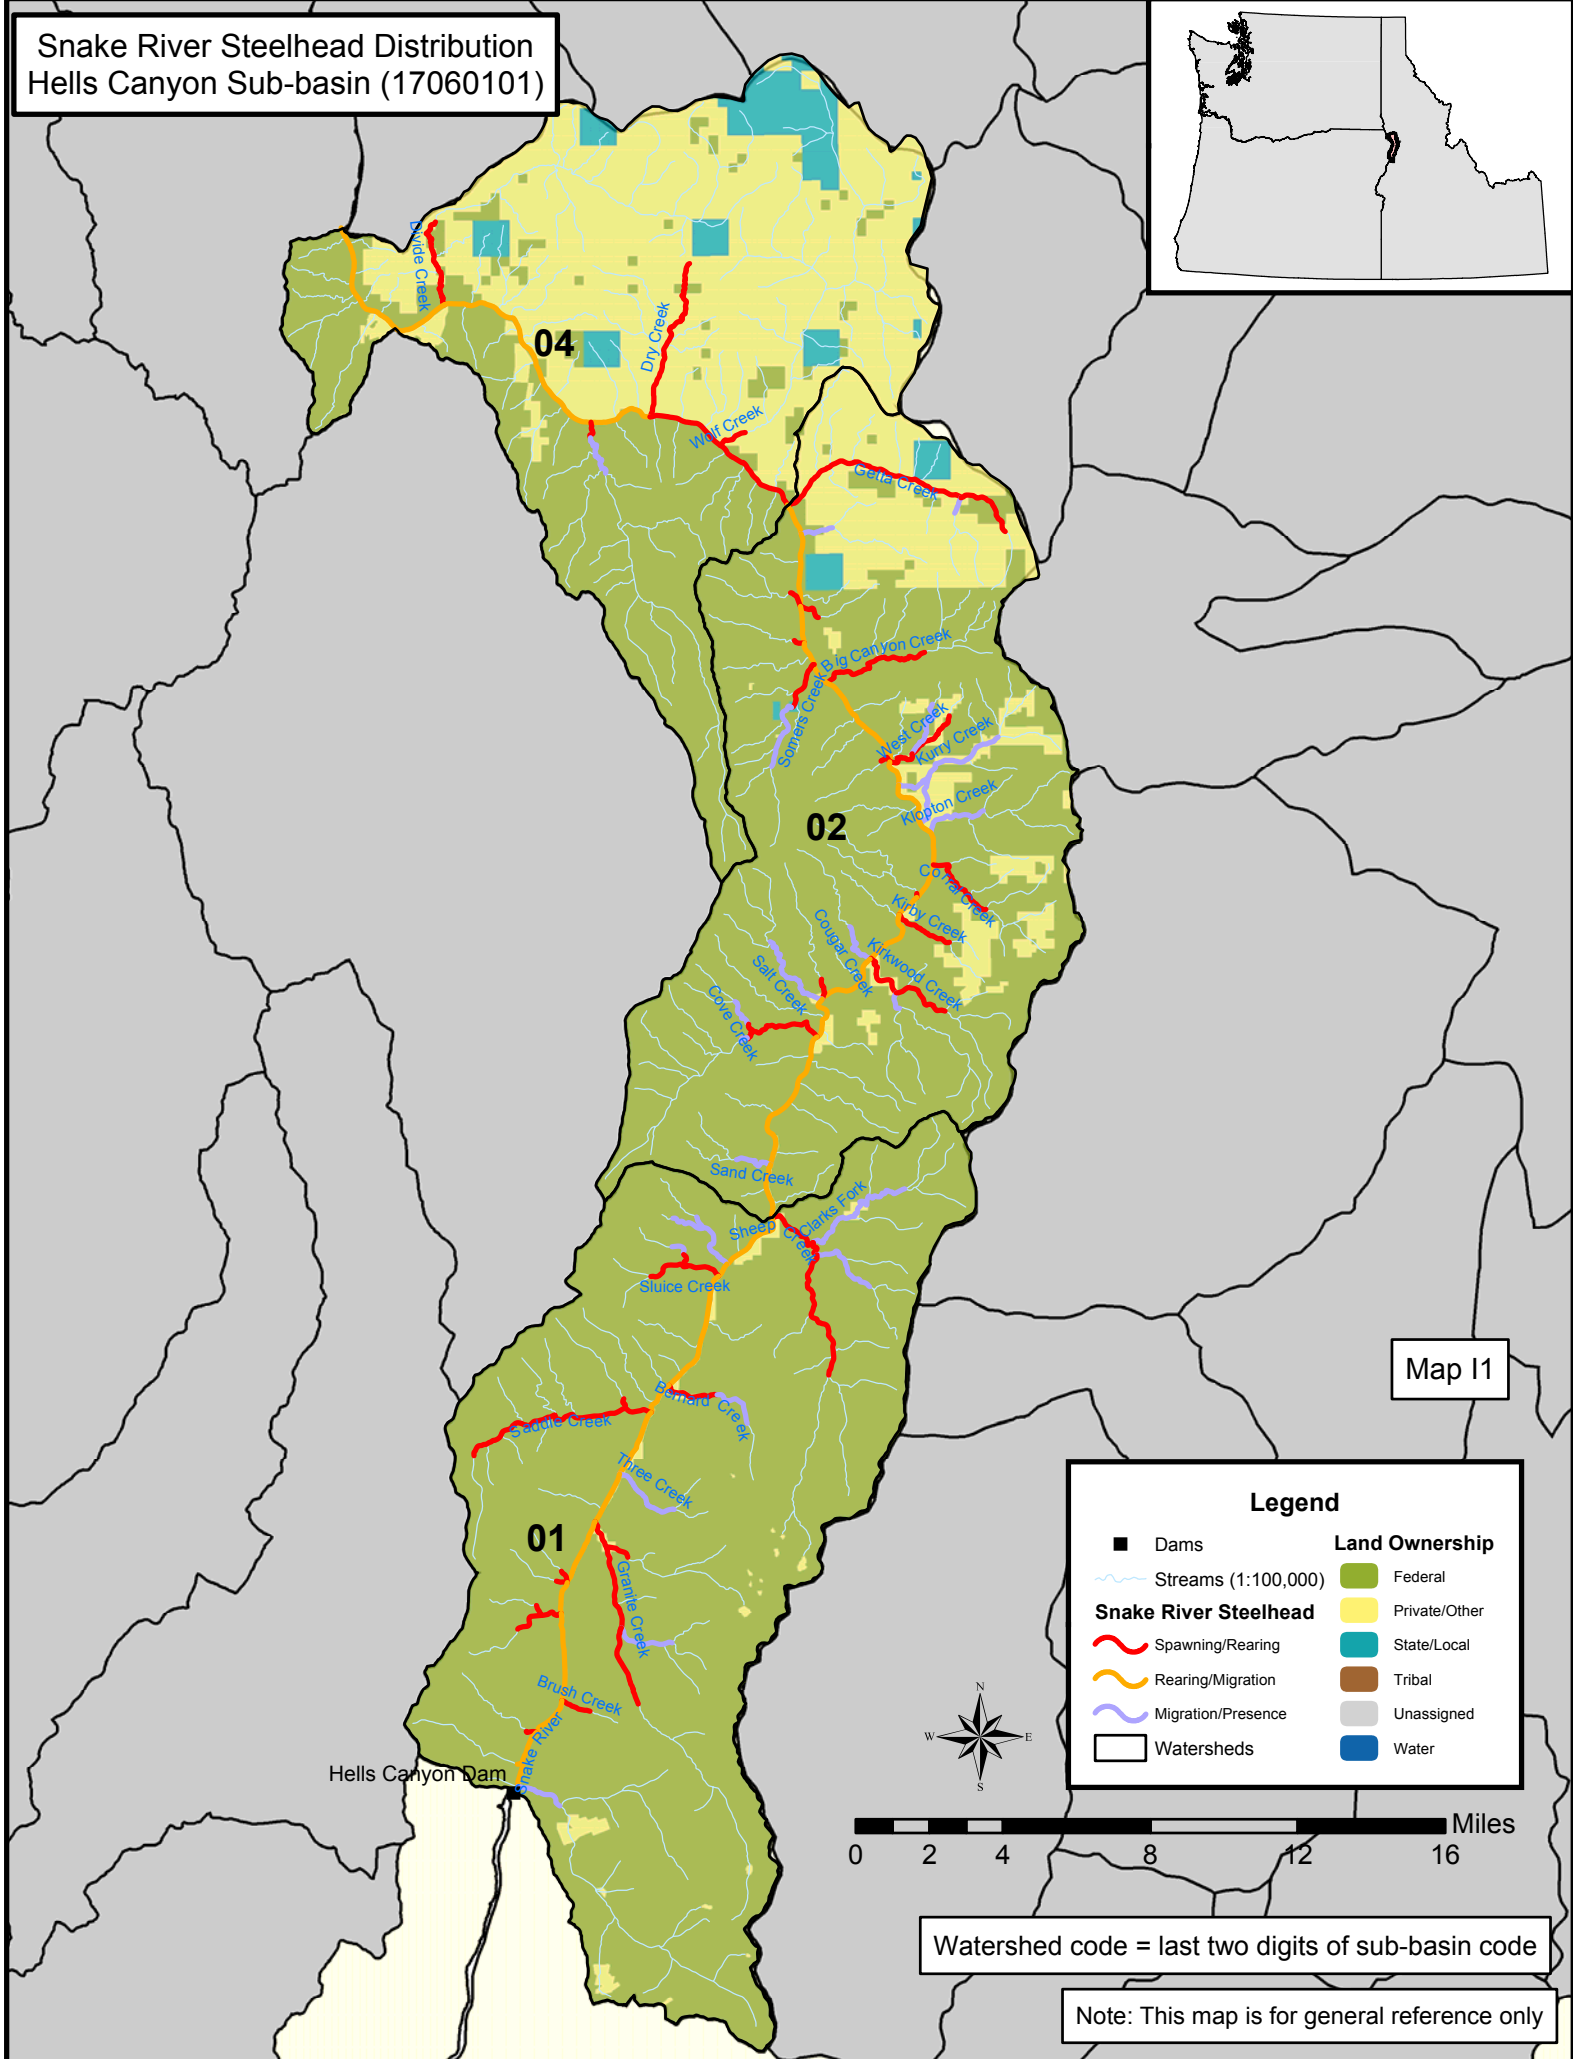 Snake River Steelhead Distribution
Hells Canyon Sub-basin (17060101)
Divide Creek
04
Dry Creek
Wolf Creek
Getta Creek
Big Canyon Creek
Somers Creek
West Creek
Kurry Creek
Klopton Creek
02
Corral Creek
Kirby Creek
Cougar Creek
Kirkwood Creek
Salt Creek
Cove Creek
Sand Creek
Clarks Fork
Sheep Creek
Sluice Creek
Bernard Creek
Saddle Creek
Three Creek
01
Granite Creek
Brush Creek
Snake River
Hells Canyon Dam
Map I1
Legend
Dams
Streams (1:100,000)
Snake River Steelhead
Spawning/Rearing
Rearing/Migration
Migration/Presence
Watersheds
Land Ownership
Federal
Private/Other
State/Local
Tribal
Unassigned
Water
N
W
E
S
Miles
0 2 4 8 12 16
Watershed code = last two digits of sub-basin code
Note: This map is for general reference only